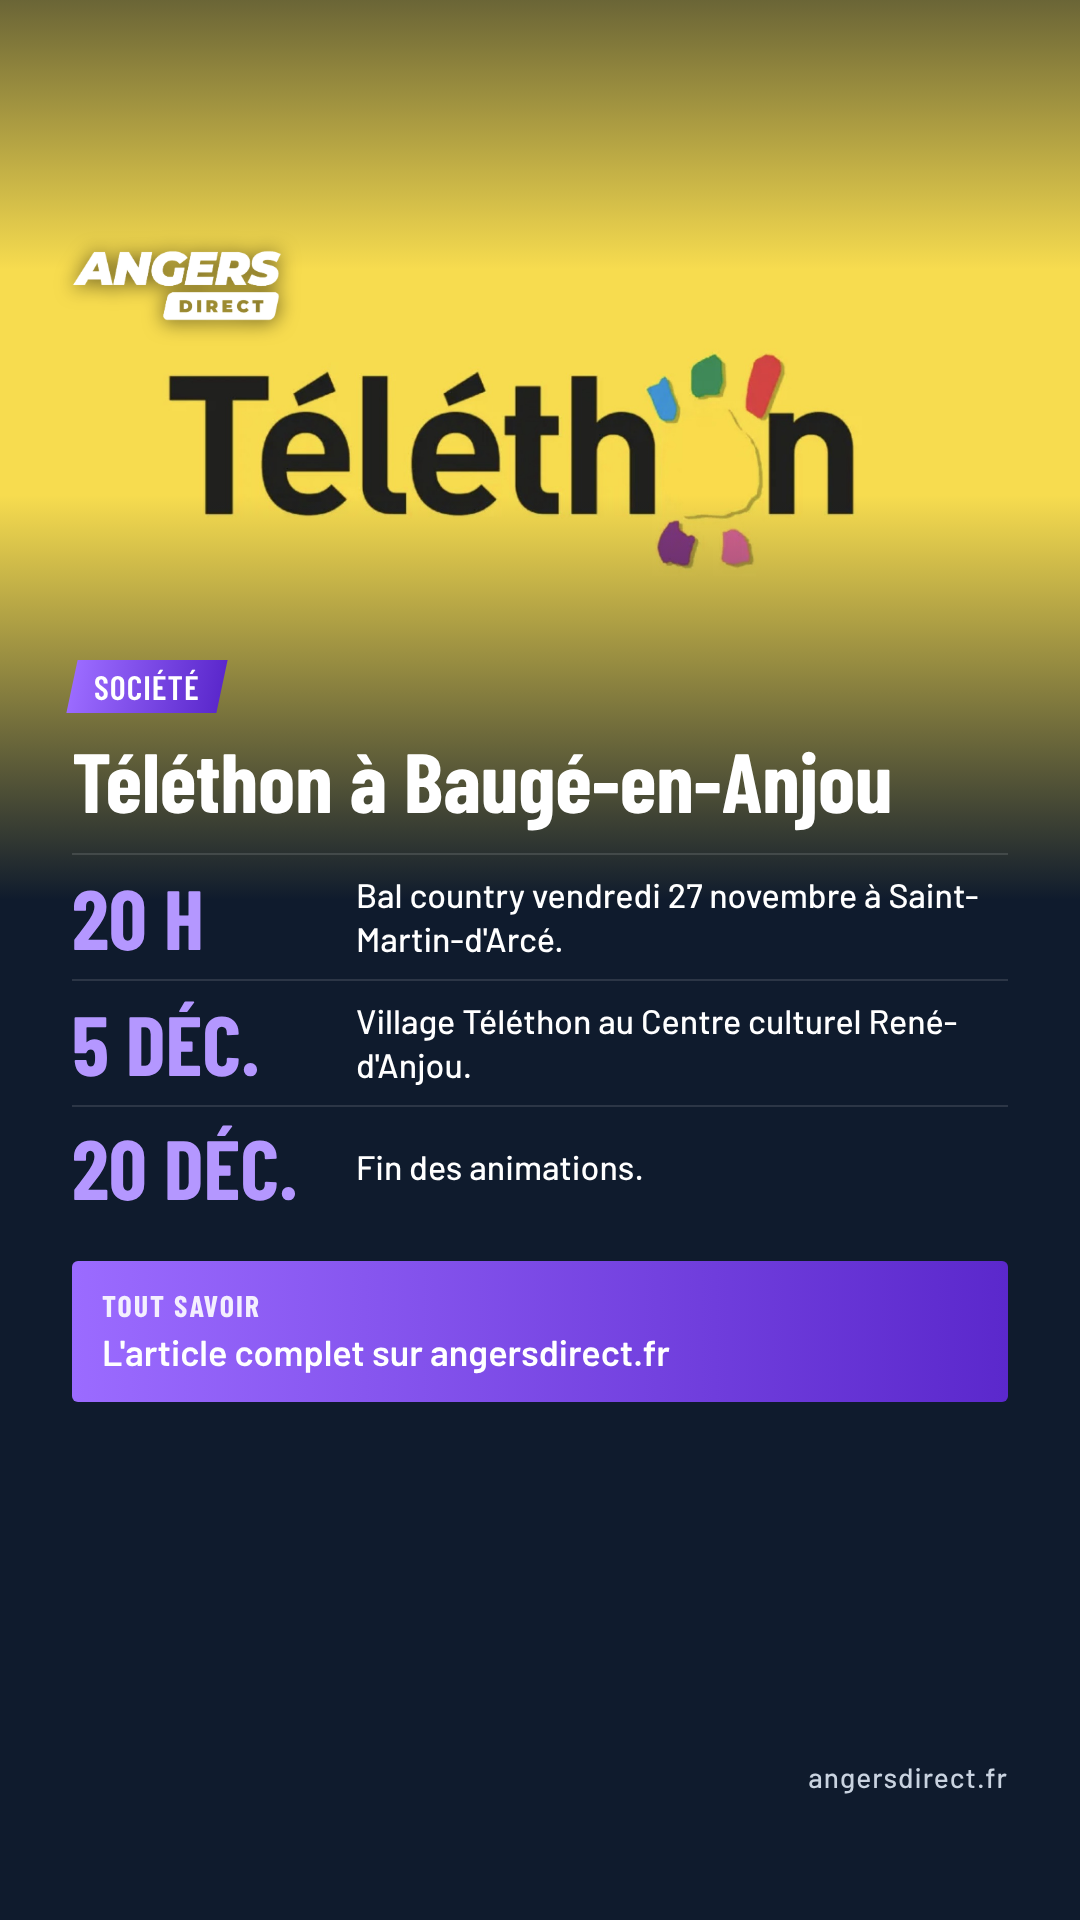 ANGERS
DIRECT
Téléthon
SOCIÉTÉ
Téléthon à Baugé-en-Anjou
20 H
Bal country vendredi 27 novembre à Saint-
Martin-d'Arcé.
5 DÉC.
Village Téléthon au Centre culturel René-
d'Anjou.
20 DÉC.
Fin des animations.
TOUT SAVOIR
L'article complet sur angersdirect.fr
angersdirect.fr